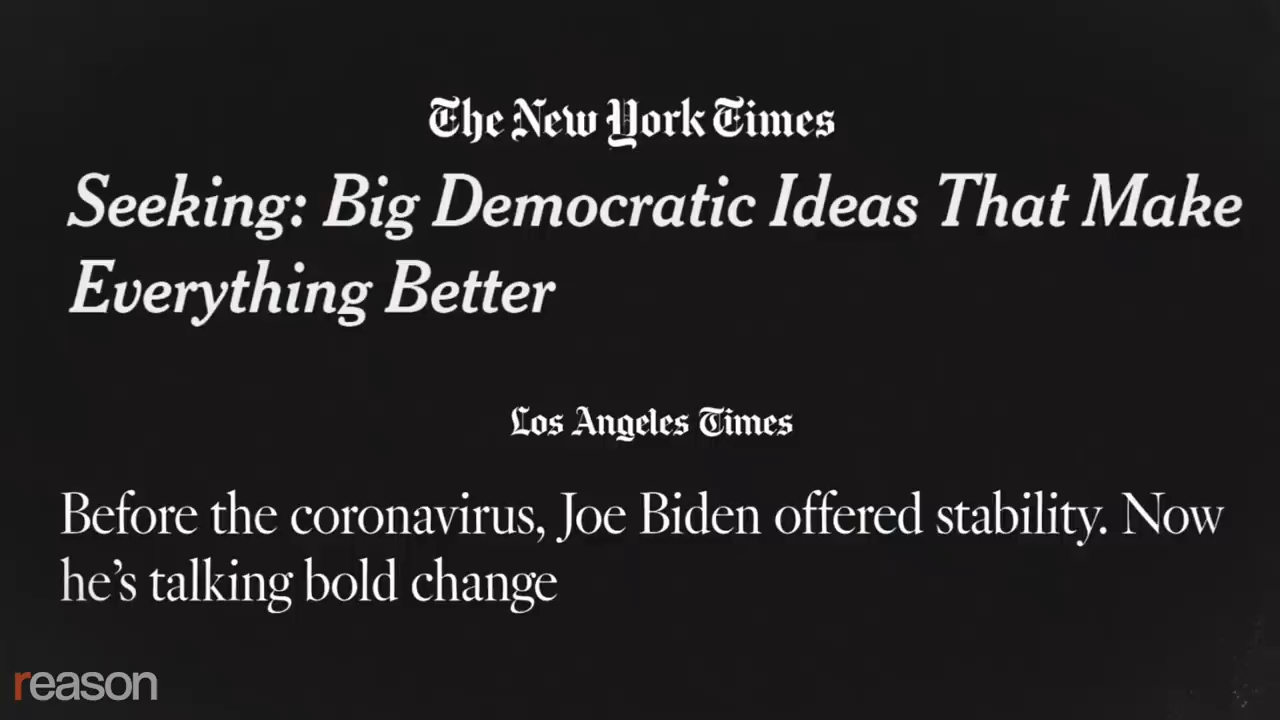 The New York Times
Seeking: Big Democratic Ideas That Make
Everything Better
Los Angeles Times
Before the coronavirus, Joe Biden offered stability. Now
he’s talking bold change
reason